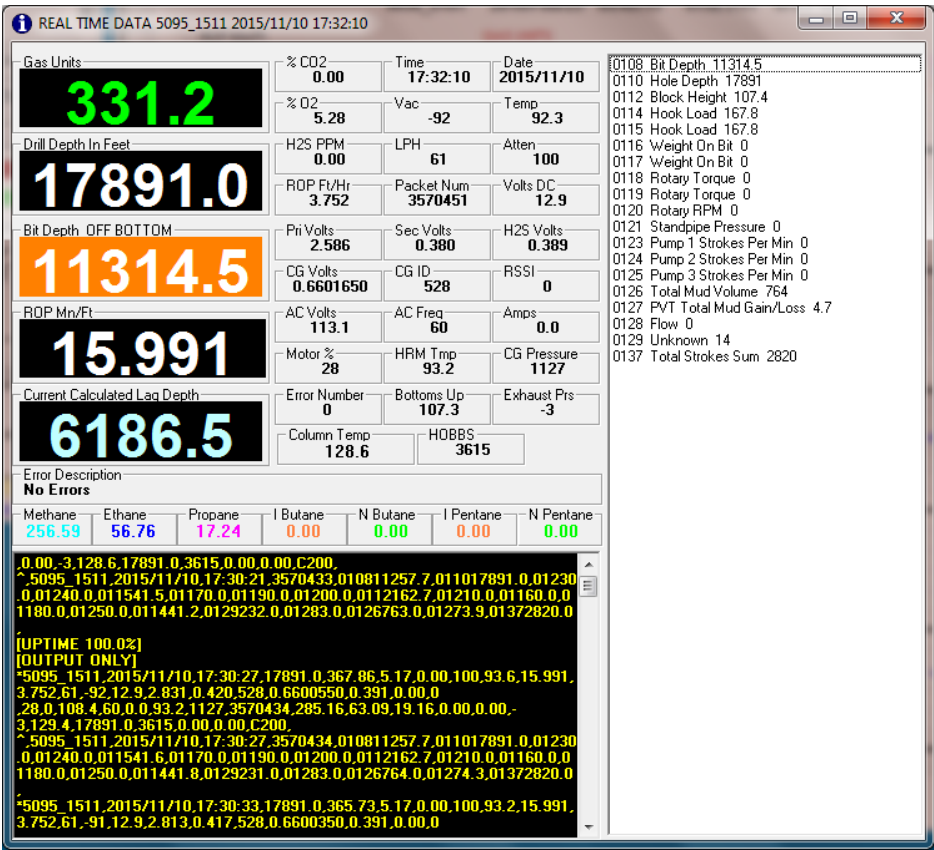 REAL TIME DATA 5095_1511 2015/11/10 17:32:10
Gas Units
331.2
Drill Depth In Feet
17891.0
Bit Depth OFF BOTTOM
11314.5
ROP Mn/Ft
15.991
Current Calculated Lag Depth
6186.5
% CO2 Time Date
0.00 17:32:10 2015/11/10
% O2 Vac Temp
5.28 -92 92.3
H2S PPM LPH Atten
0.00 61 100
ROP Ft/Hr Packet Num Volts DC
3.752 3570451 12.9
Pri Volts Sec Volts H2S Volts
2.586 0.380 0.389
CG Volts CG ID RSSI
0.6601650 528 0
AC Volts AC Freq Amps
113.1 60 0.0
Motor % HRM Tmp CG Pressure
28 93.2 1127
Error Number Bottoms Up Exhaust Prs
0 107.3 -3
Column Temp HOBBS
128.6 3615
Error Description
No Errors
Methane Ethane Propane I Butane N Butane I Pentane N Pentane
256.59 56.76 17.24 0.00 0.00 0.00 0.00
,0.00,-3,128.6,17891.0,3615,0.00,0.00,C200,
^,5095_1511,2015/11/10,17:30:21,3570433,010811257.7,011017891.0,01230
.0,01240.0,011541.5,01170.0,01190.0,01200.0,0112162.7,01210.0,01160.0,0
1180.0,01250.0,011441.2,0129232.0,01283.0,0126763.0,01273.9,01372820.0
,
[UPTIME 100.0%]
[OUTPUT ONLY]
*5095_1511,2015/11/10,17:30:27,17891.0,367.86,5.17,0.00,100,93.6,15.991,
3.752,61,-92,12.9,2.831,0.420,528,0.6600550,0.391,0.00,0
,28,0,108.4,60,0.0,93.2,1127,3570434,285.16,63.09,19.16,0.00,0.00,-
3,129.4,17891.0,3615,0.00,0.00,C200,
^,5095_1511,2015/11/10,17:30:27,3570434,010811257.7,011017891.0,01230
.0,01240.0,011541.6,01170.0,01190.0,01200.0,0112162.7,01210.0,01160.0,0
1180.0,01250.0,011441.8,0129231.0,01283.0,0126764.0,01274.3,01372820.0
,
*5095_1511,2015/11/10,17:30:33,17891.0,365.73,5.17,0.00,100,93.2,15.991,
3.752,61,-91,12.9,2.813,0.417,528,0.6600350,0.391,0.00,0
0108 Bit Depth 11314.5
0110 Hole Depth 17891
0112 Block Height 107.4
0114 Hook Load 167.8
0115 Hook Load 167.8
0116 Weight On Bit 0
0117 Weight On Bit 0
0118 Rotary Torque 0
0119 Rotary Torque 0
0120 Rotary RPM 0
0121 Standpipe Pressure 0
0123 Pump 1 Strokes Per Min 0
0124 Pump 2 Strokes Per Min 0
0125 Pump 3 Strokes Per Min 0
0126 Total Mud Volume 764
0127 PVT Total Mud Gain/Loss 4.7
0128 Flow 0
0129 Unknown 14
0137 Total Strokes Sum 2820